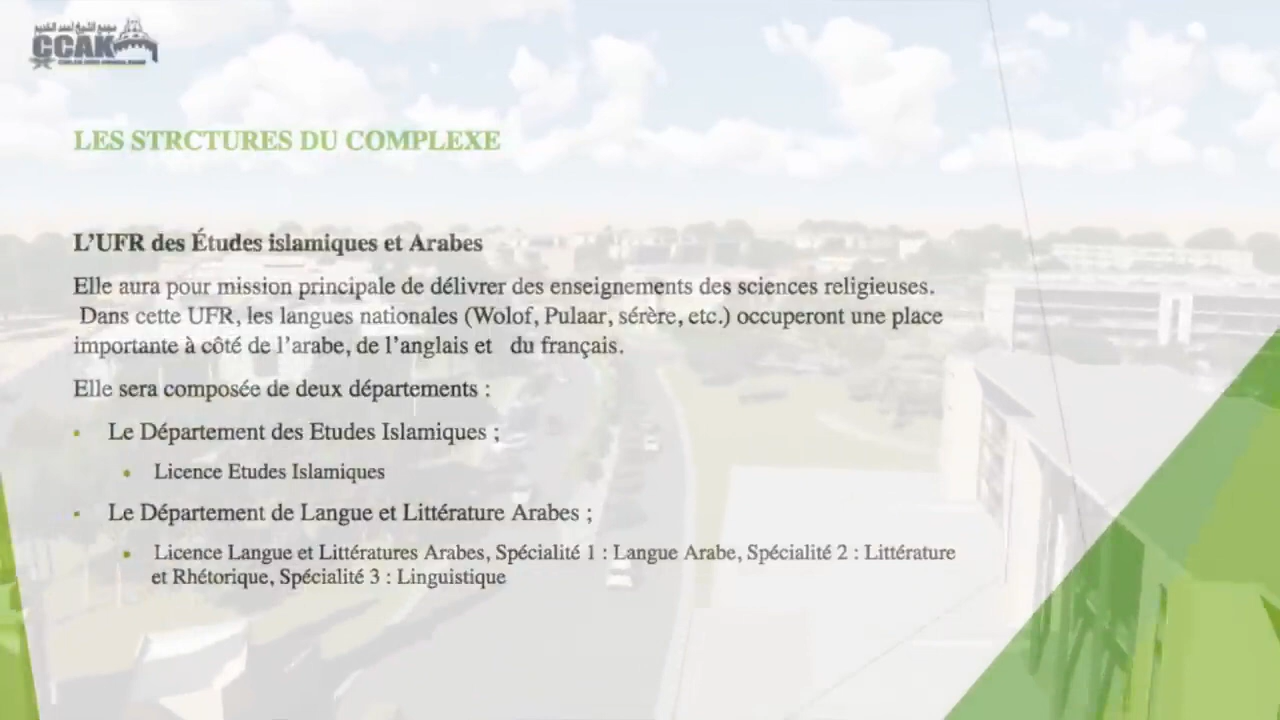 مجمع الشيخ أحمد الخديم
CCAK
LES STRCTURES DU COMPLEXE
L’UFR des Études islamiques et Arabes
Elle aura pour mission principale de délivrer des enseignements des sciences religieuses.
Dans cette UFR, les langues nationales (Wolof, Pulaar, sérère, etc.) occuperont une place
importante à côté de l’arabe, de l’anglais et du français.
Elle sera composée de deux départements :
▪ Le Département des Etudes Islamiques ;
• Licence Etudes Islamiques
▪ Le Département de Langue et Littérature Arabes ;
• Licence Langue et Littératures Arabes, Spécialité 1 : Langue Arabe, Spécialité 2 : Littérature
et Rhétorique, Spécialité 3 : Linguistique